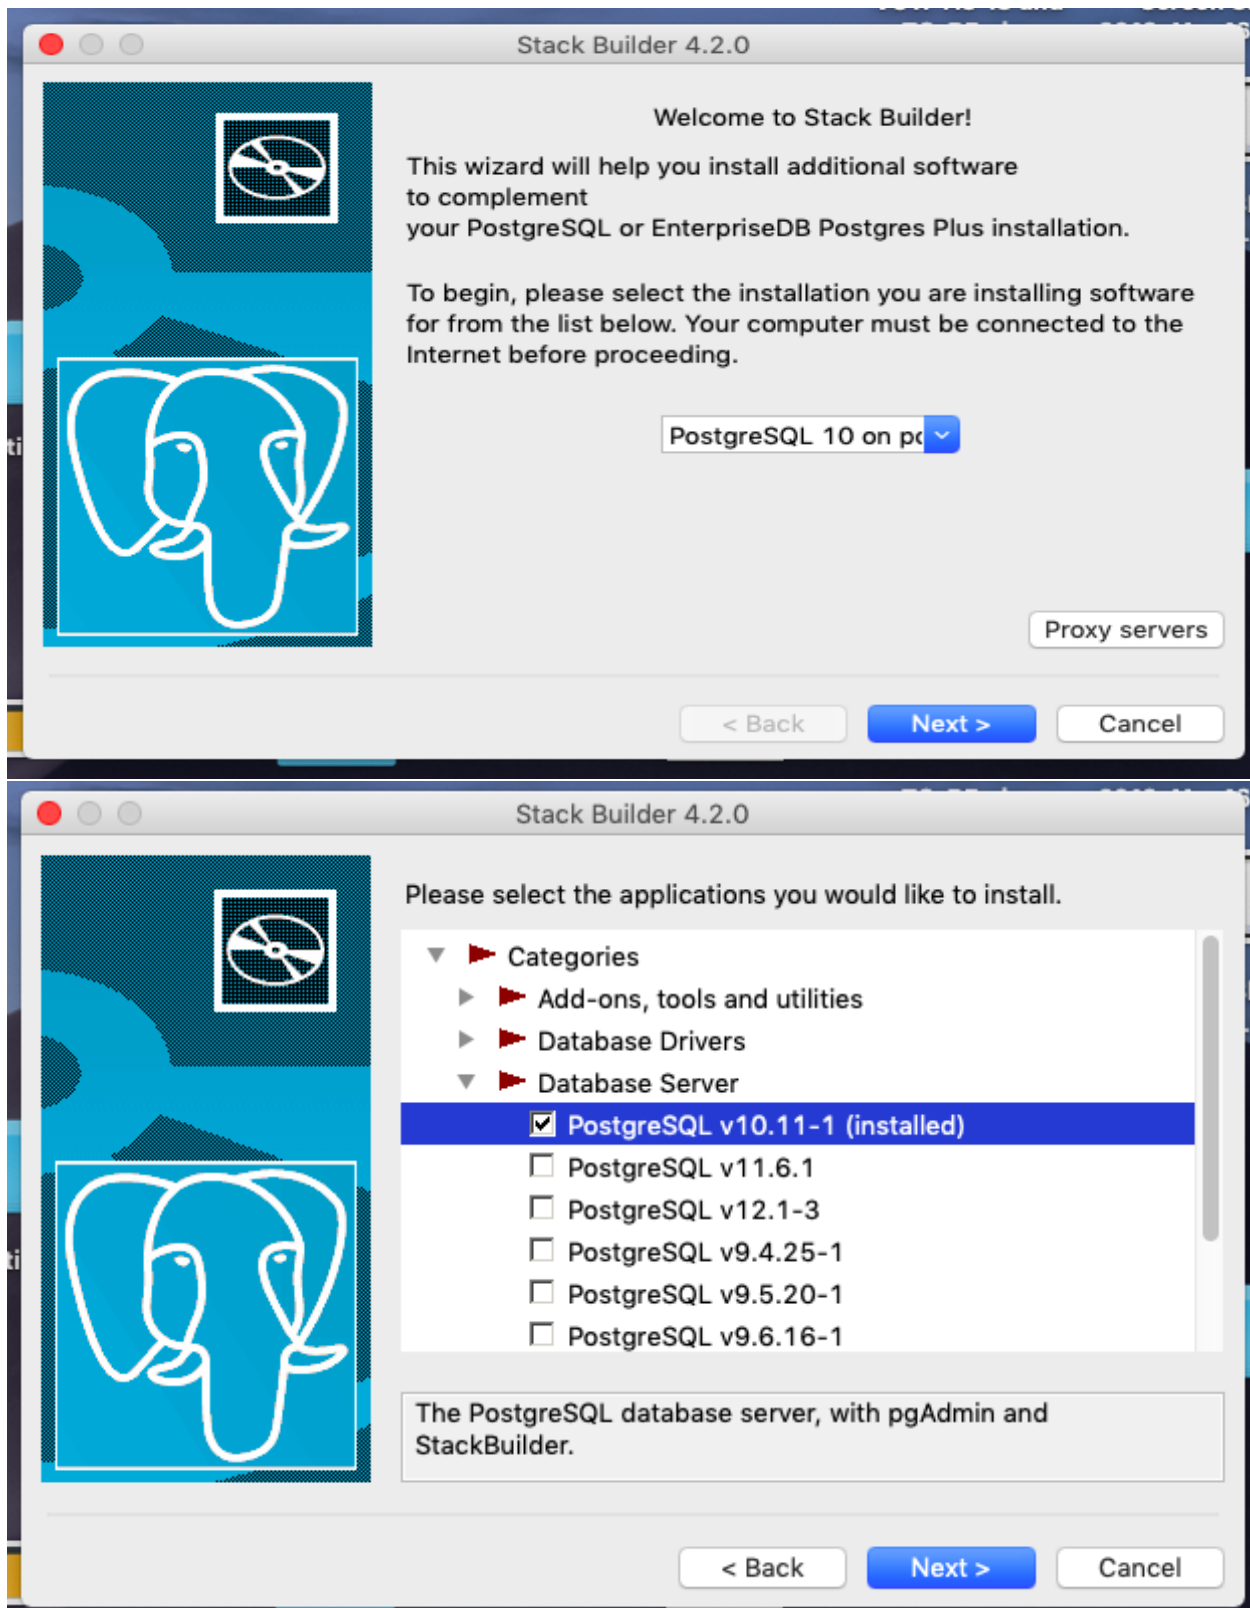 Stack Builder 4.2.0
Welcome to Stack Builder!
This wizard will help you install additional software
to complement
your PostgreSQL or EnterpriseDB Postgres Plus installation.
To begin, please select the installation you are installing software
for from the list below. Your computer must be connected to the
Internet before proceeding.
PostgreSQL 10 on
Proxy servers
< Back
Next >
Cancel
Stack Builder 4.2.0
Please select the applications you would like to install.
Categories
Add-ons, tools and utilities
Database Drivers
Database Server
PostgreSQL v10.11-1 (installed)
PostgreSQL v11.6.1
PostgreSQL v12.1-3
PostgreSQL v9.4.25-1
PostgreSQL v9.5.20-1
PostgreSQL v9.6.16-1
The PostgreSQL database server, with pgAdmin and
StackBuilder.
< Back
Next >
Cancel